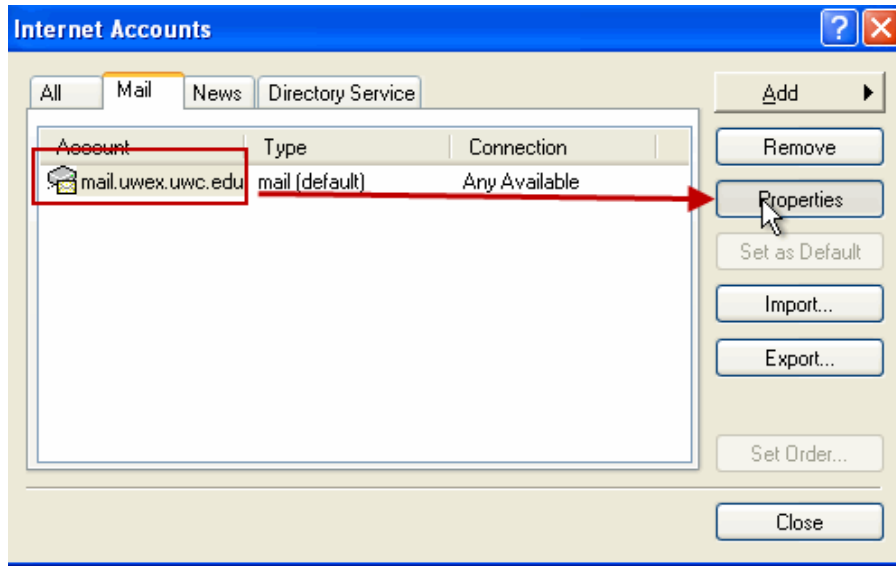 Internet Accounts
All Mail News Directory Service
Add
Account Type Connection
Remove
mail.uwex.uwc.edu mail (default) Any Available
Properties
Set as Default
Import...
Export...
Set Order...
Close